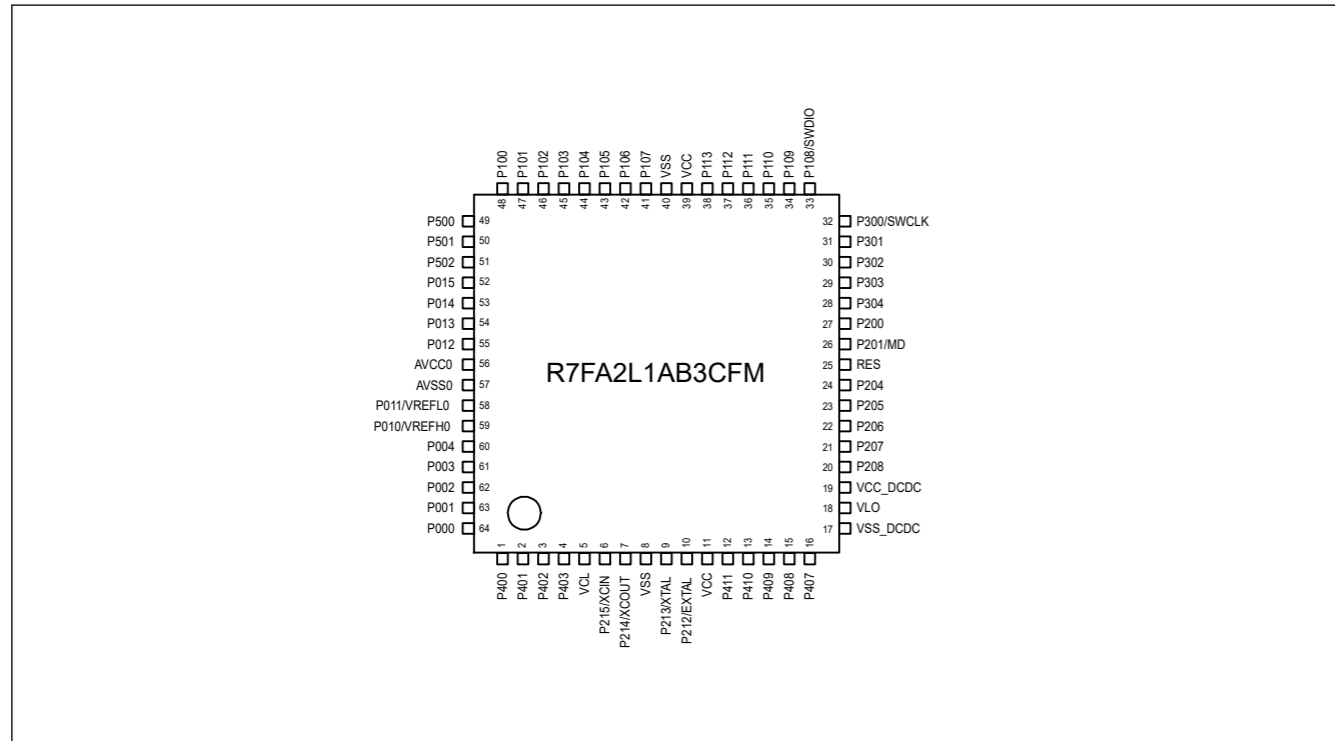 P100
P101
P102
P103
P104
P105
P106
P107
VSS
VCC
P113
P112
P111
P110
P109
P108/SWDIO
48
47
46
45
44
43
42
41
40
39
38
37
36
35
34
33
P500 49
P501 50
P502 51
P015 52
P014 53
P013 54
P012 55
AVCC0 56
AVSS0 57
P011/VREFL0 58
P010/VREFH0 59
P004 60
P003 61
P002 62
P001 63
P000 64
R7FA2L1AB3CFM
32 P300/SWCLK
31 P301
30 P302
29 P303
28 P304
27 P200
26 P201/MD
25 RES
24 P204
23 P205
22 P206
21 P207
20 P208
19 VCC_DCDC
18 VLO
17 VSS_DCDC
1
2
3
4
5
6
7
8
9
10
11
12
13
14
15
16
P400
P401
P402
P403
VCL
P215/XCIN
P214/XCOUT
VSS
P213/XTAL
P212/EXTAL
VCC
P411
P410
P409
P408
P407